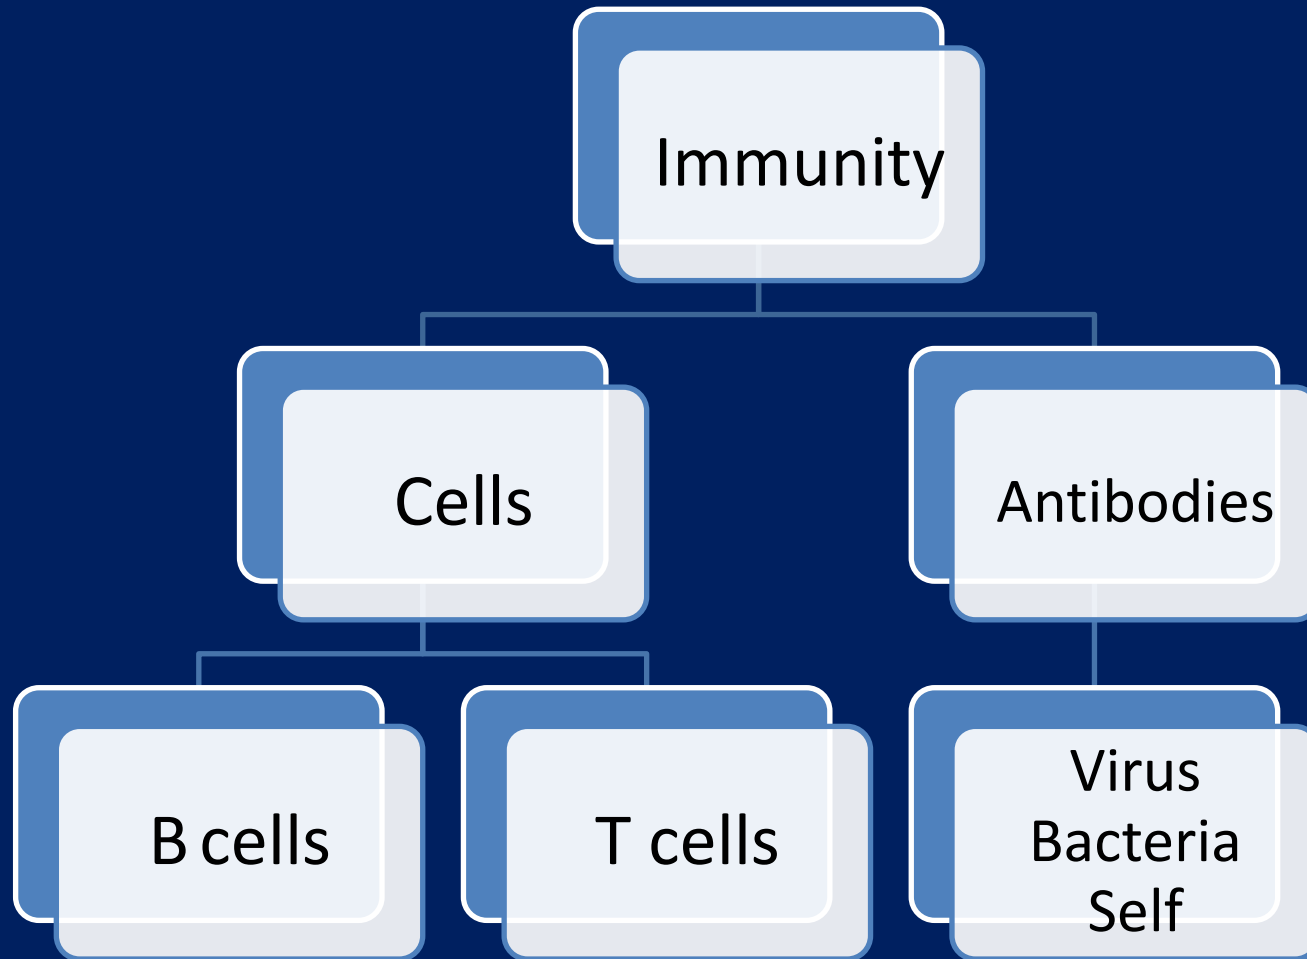 Immunity
Cells
Antibodies
B cells
T cells
Virus
Bacteria
Self